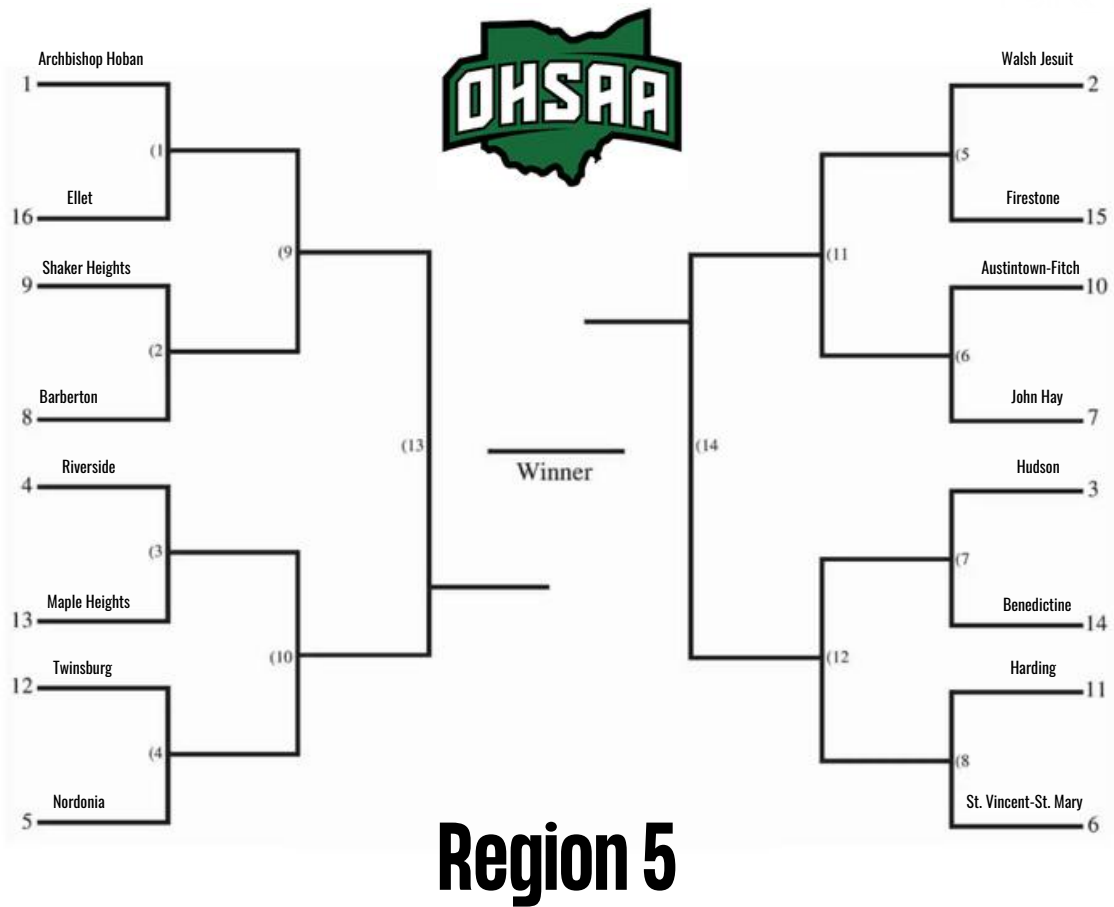 OHSAA
Archbishop Hoban
1
(1
Ellet
16
(9
Shaker Heights
9
(2
Barberton
8
(13
Riverside
4
(3
Maple Heights
13
(10
Twinsburg
12
(4
Nordonia
5
Winner
Walsh Jesuit
2
(5
Firestone
15
(11
Austintown-Fitch
10
(6
John Hay
7
(14
Hudson
3
(7
Benedictine
14
(12
Harding
11
(8
St. Vincent-St. Mary
6
Region 5